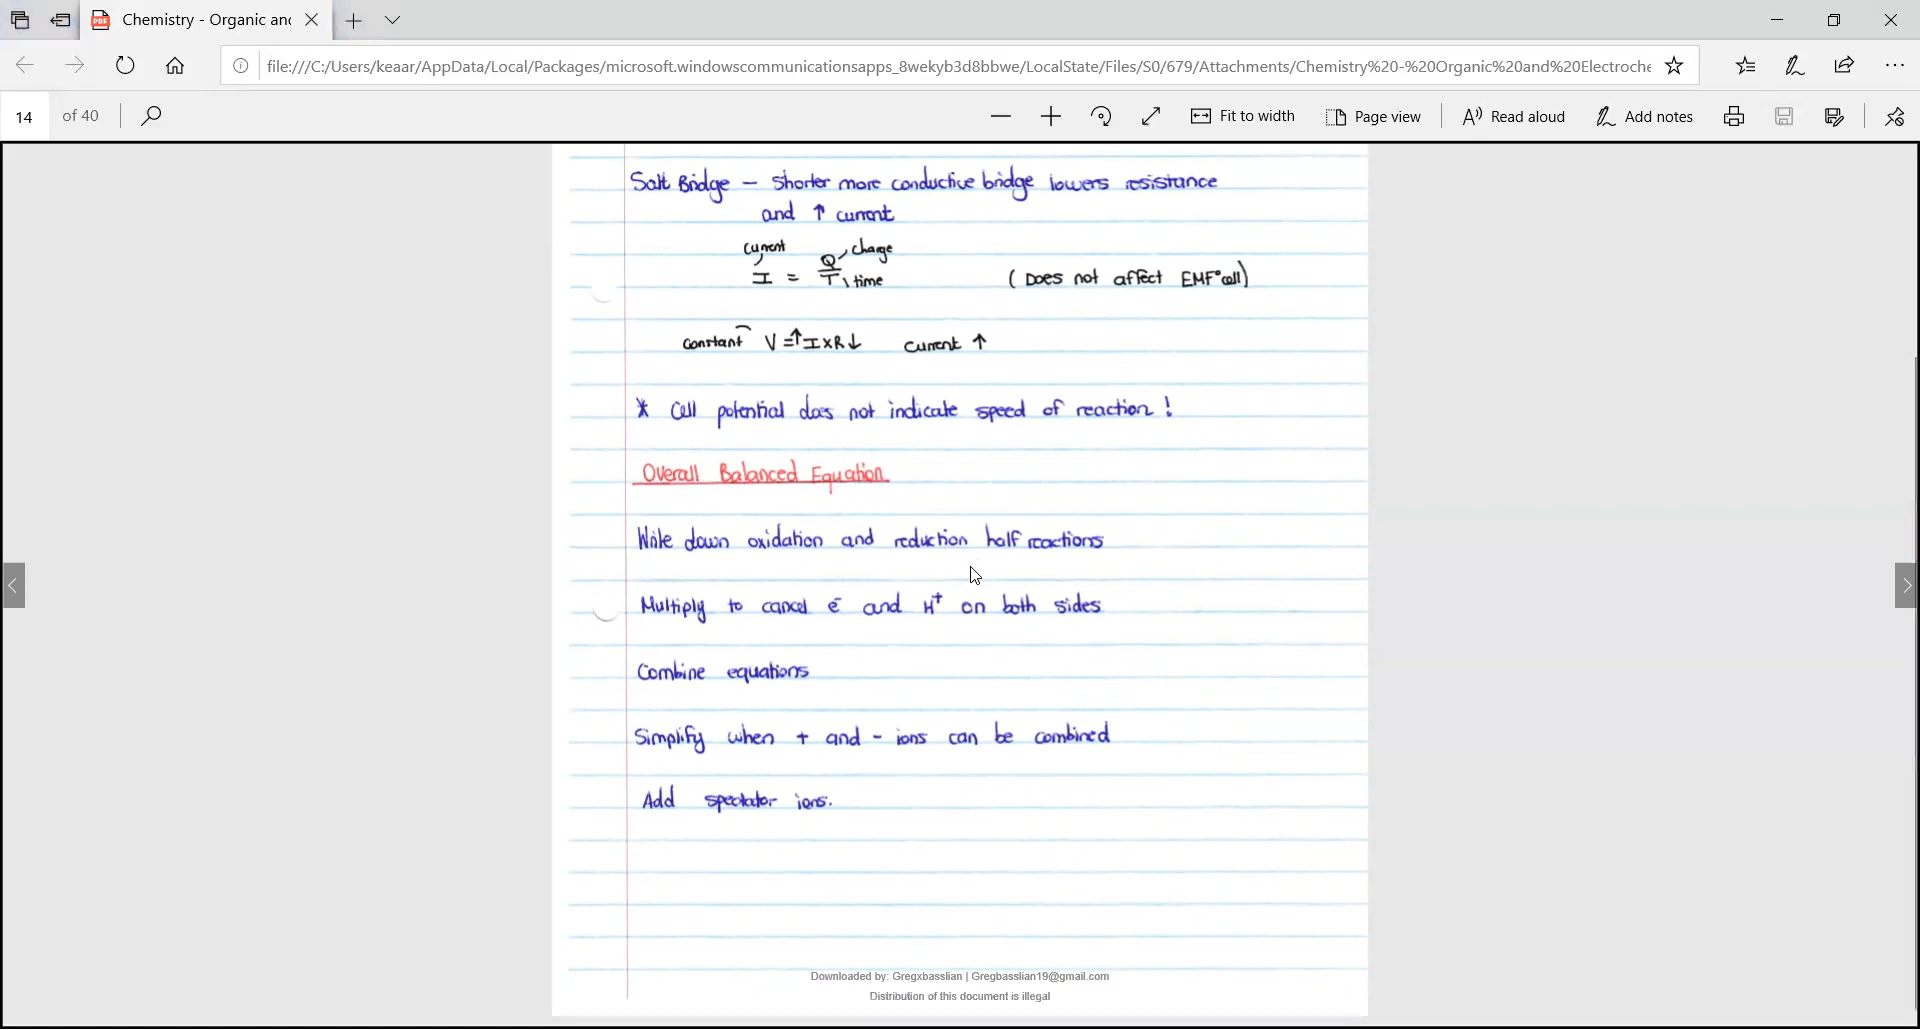 Chemistry - Organic anc
file:///C:/Users/keaar/AppData/Local/Packages/microsoft.windowscommunicationsapps_8wekyb3d8bbwe/LocalState/Files/S0/679/Attachments/Chemistry%20-%20Organic%20and%20Electroche
14 of 40 Fit to width Page view Read aloud Add notes
Salt Bridge – shorter more conductive bridge lowers resistance
and ↑ current
current charge
I = Q/T time (Does not affect EMF°cell)
constant V = ↑I×R↓ current ↑
* Cell potential does not indicate speed of reaction!
Overall Balanced Equation
Write down oxidation and reduction half reactions
Multiply to cancel e⁻ and H⁺ on both sides
Combine equations
Simplify when + and - ions can be combined
Add spectator ions.
Downloaded by: Gregxbasslian | Gregbasslian19@gmail.com
Distribution of this document is illegal